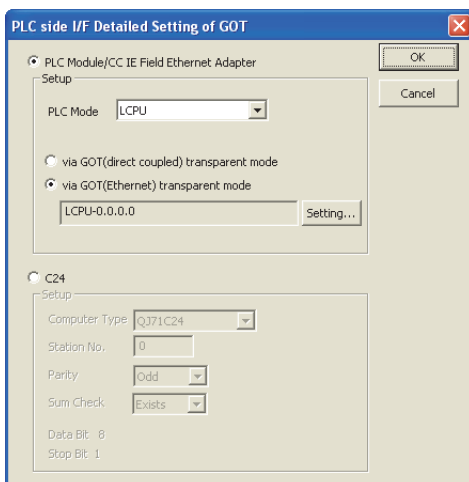 PLC side I/F Detailed Setting of GOT
PLC Module/CC IE Field Ethernet Adapter
OK
Setup
Cancel
PLC Mode LCPU
via GOT(direct coupled) transparent mode
via GOT(Ethernet) transparent mode
LCPU-0.0.0.0 Setting...
C24
Setup
Computer Type QJ71C24
Station No. 0
Parity Odd
Sum Check Exists
Data Bit 8
Stop Bit 1